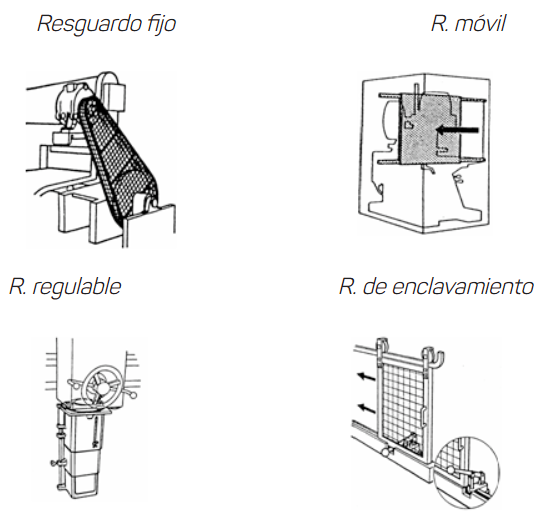 Resguardo fijo
R. móvil
R. regulable
R. de enclavamiento